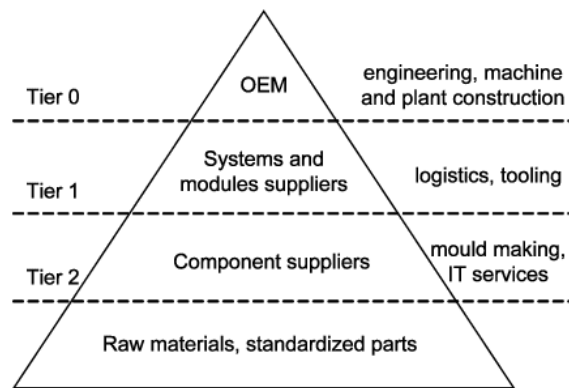 OEM
engineering, machine
and plant construction
Tier 0
Systems and
modules suppliers
logistics, tooling
Tier 1
Component suppliers
mould making,
IT services
Tier 2
Raw materials, standardized parts